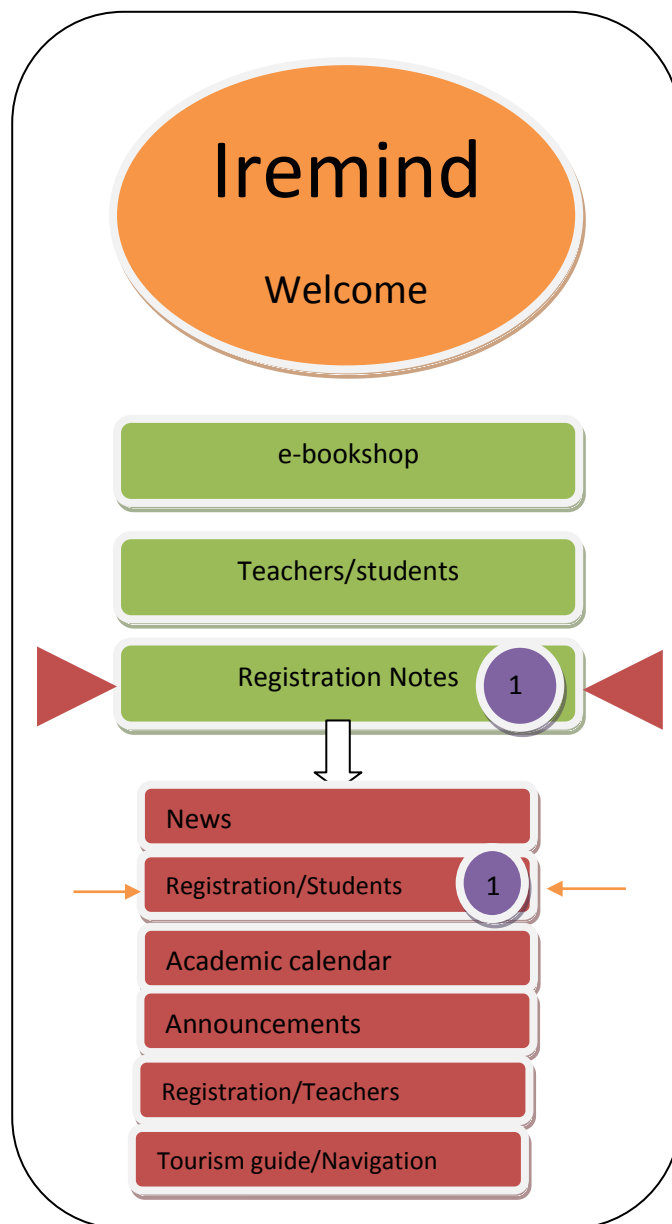 Iremind
Welcome
e-bookshop
Teachers/students
Registration Notes 1
News
Registration/Students 1
Academic calendar
Announcements
Registration/Teachers
Tourism guide/Navigation